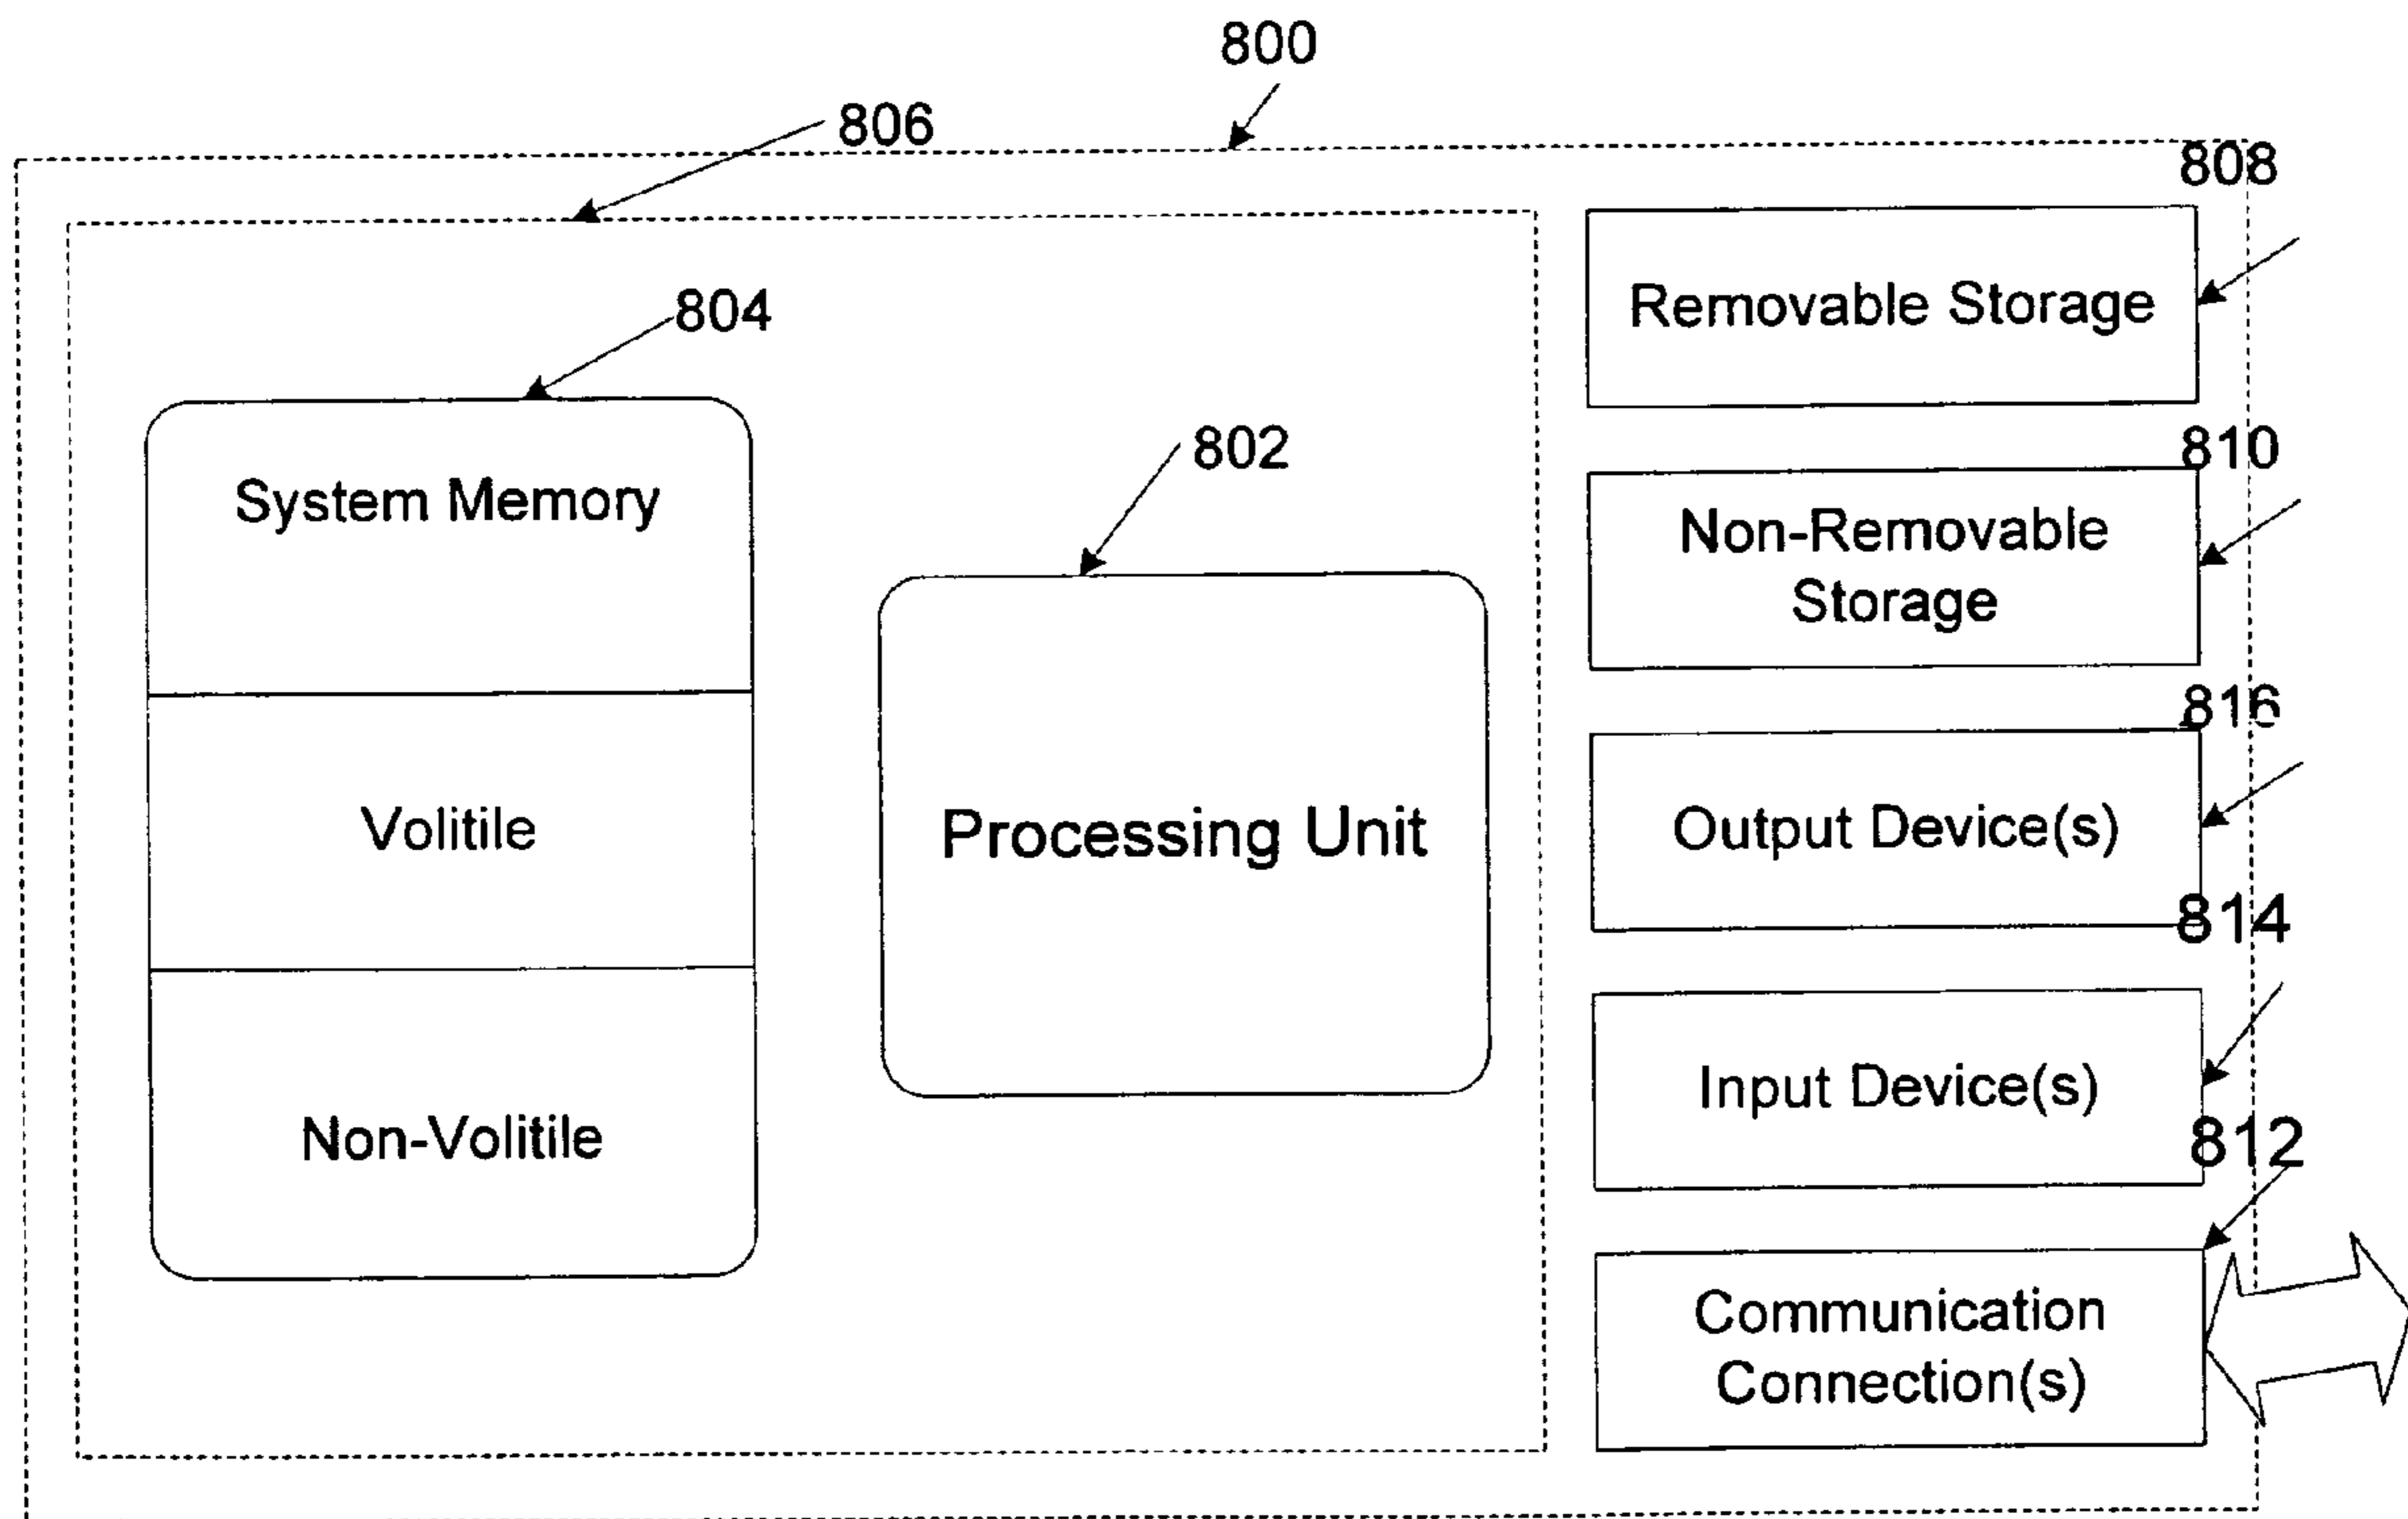 800
806
808
804
Removable Storage
802
810
System Memory
Non-Removable
Storage
816
Volitile
Processing Unit
Output Device(s)
814
Input Device(s)
Non-Volitile
812
Communication
Connection(s)